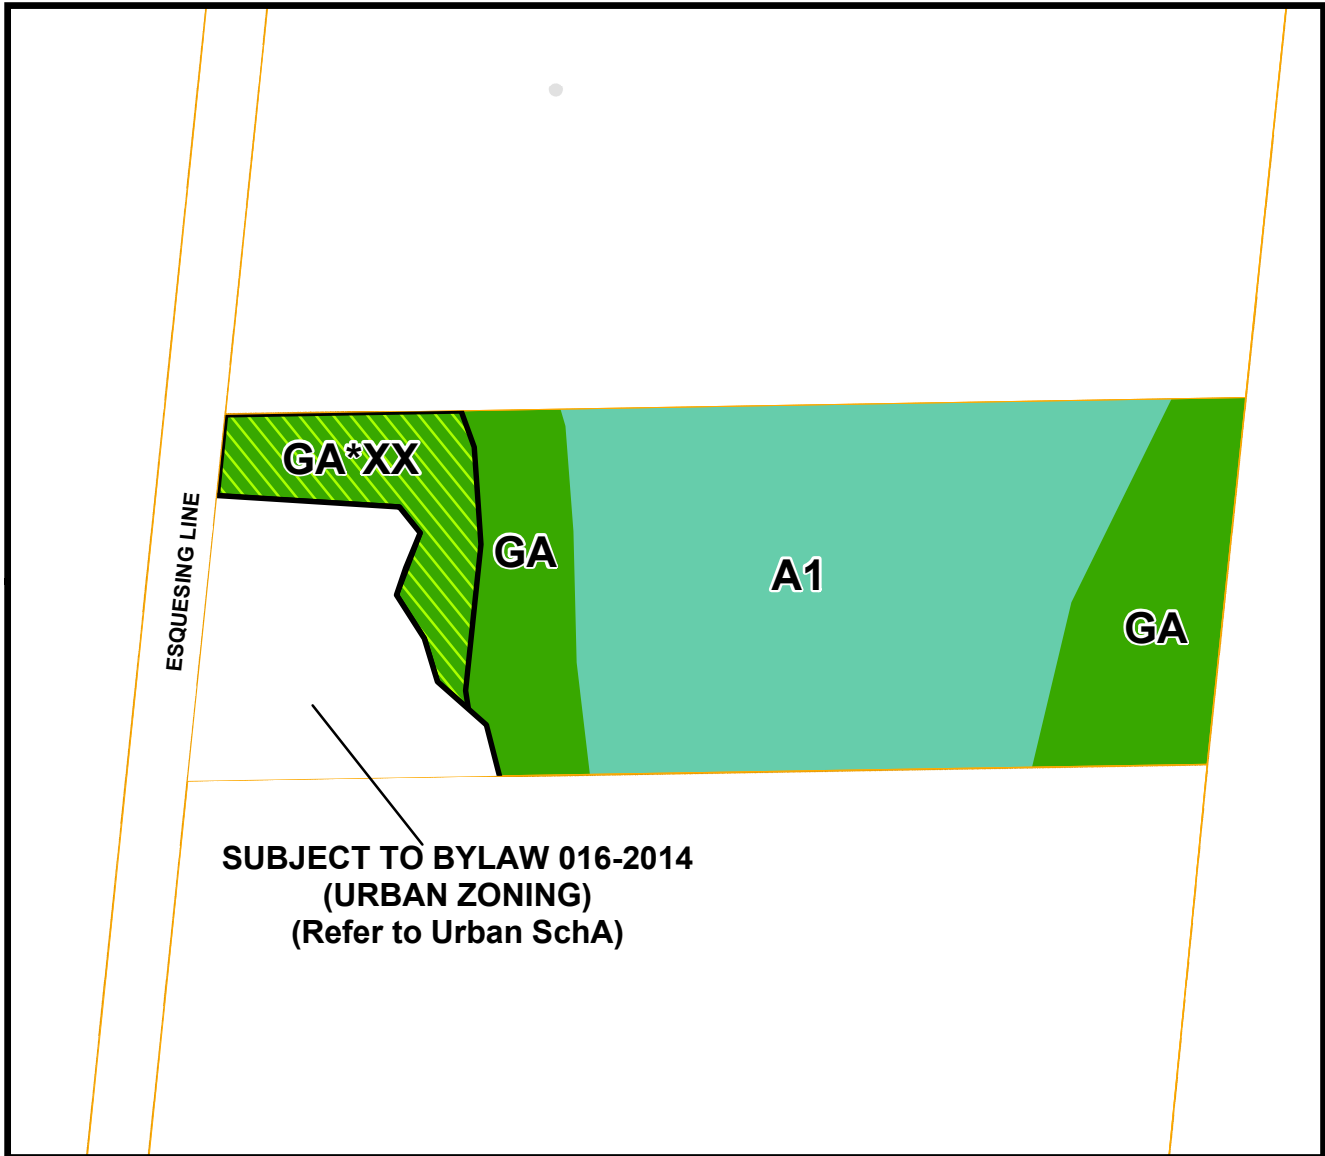 GA*XX
GA
A1
GA
ESQUESING LINE
SUBJECT TO BYLAW 016-2014
(URBAN ZONING)
(Refer to Urban SchA)